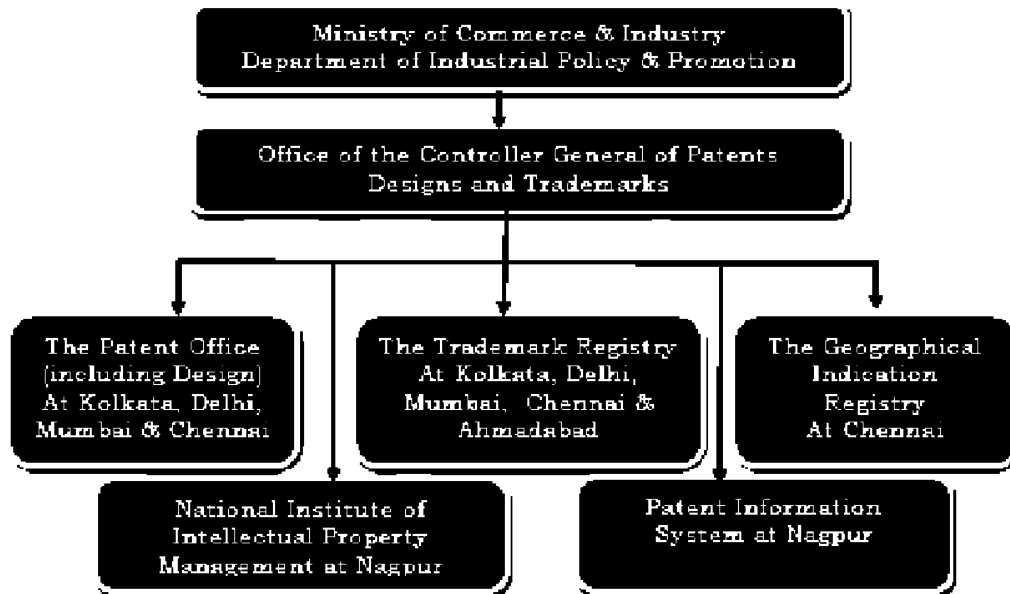 Ministry of Commerce & Industry
Department of Industrial Policy & Promotion
Office of the Controller General of Patents
Designs and Trademarks
The Patent Office
(including Design)
At Kolkata, Delhi,
Mumbai & Chennai
The Trademark Registry
At Kolkata, Delhi,
Mumbai, Chennai &
Ahmadabad
The Geographical
Indication
Registry
At Chennai
National Institute of
Intellectual Property
Management at Nagpur
Patent Information
System at Nagpur